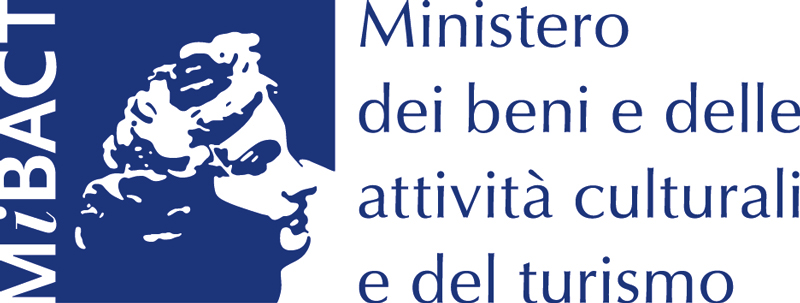 MiBACT
Ministero
dei beni e delle
attività culturali
e del turismo